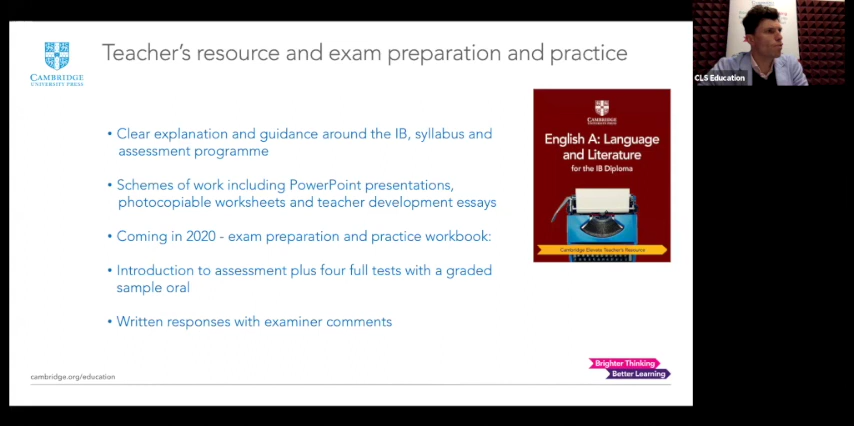 CAMBRIDGE
UNIVERSITY PRESS
Teacher's resource and exam preparation and practice
CLS Education
• Clear explanation and guidance around the IB, syllabus and
assessment programme
• Schemes of work including PowerPoint presentations,
photocopiable worksheets and teacher development essays
• Coming in 2020 - exam preparation and practice workbook:
• Introduction to assessment plus four full tests with a graded
sample oral
• Written responses with examiner comments
CAMBRIDGE
UNIVERSITY PRESS
English A: Language
and Literature
for the IB Diploma
Cambridge Elevate Teacher's Resource
cambridge.org/education
Brighter Thinking
Better Learning